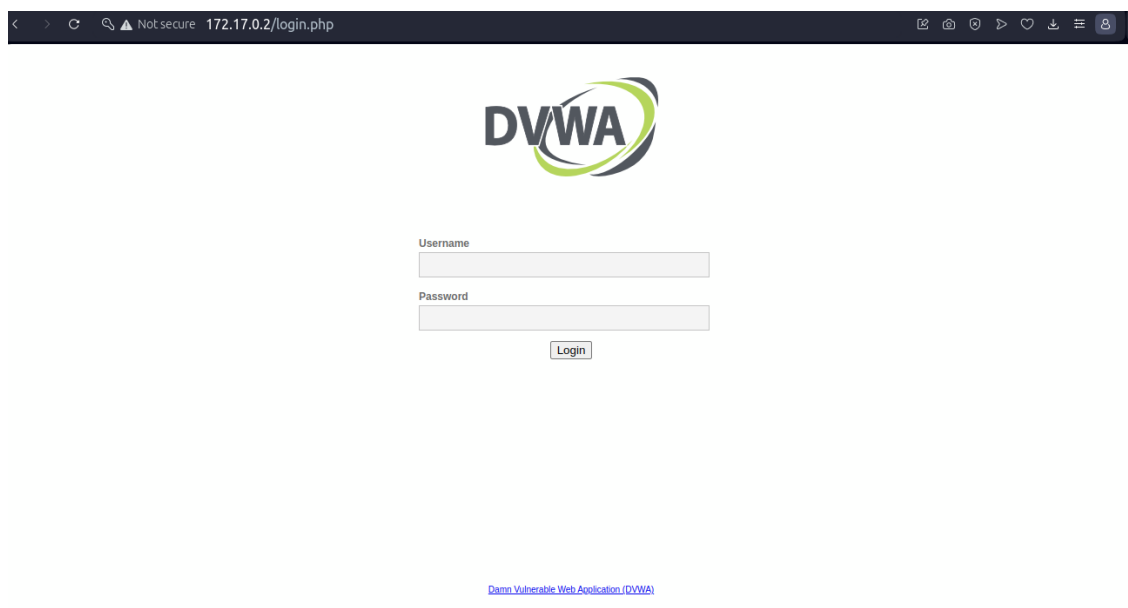 Not secure 172.17.0.2/login.php
DVWA
Username
Password
Login
Damn Vulnerable Web Application (DVWA)